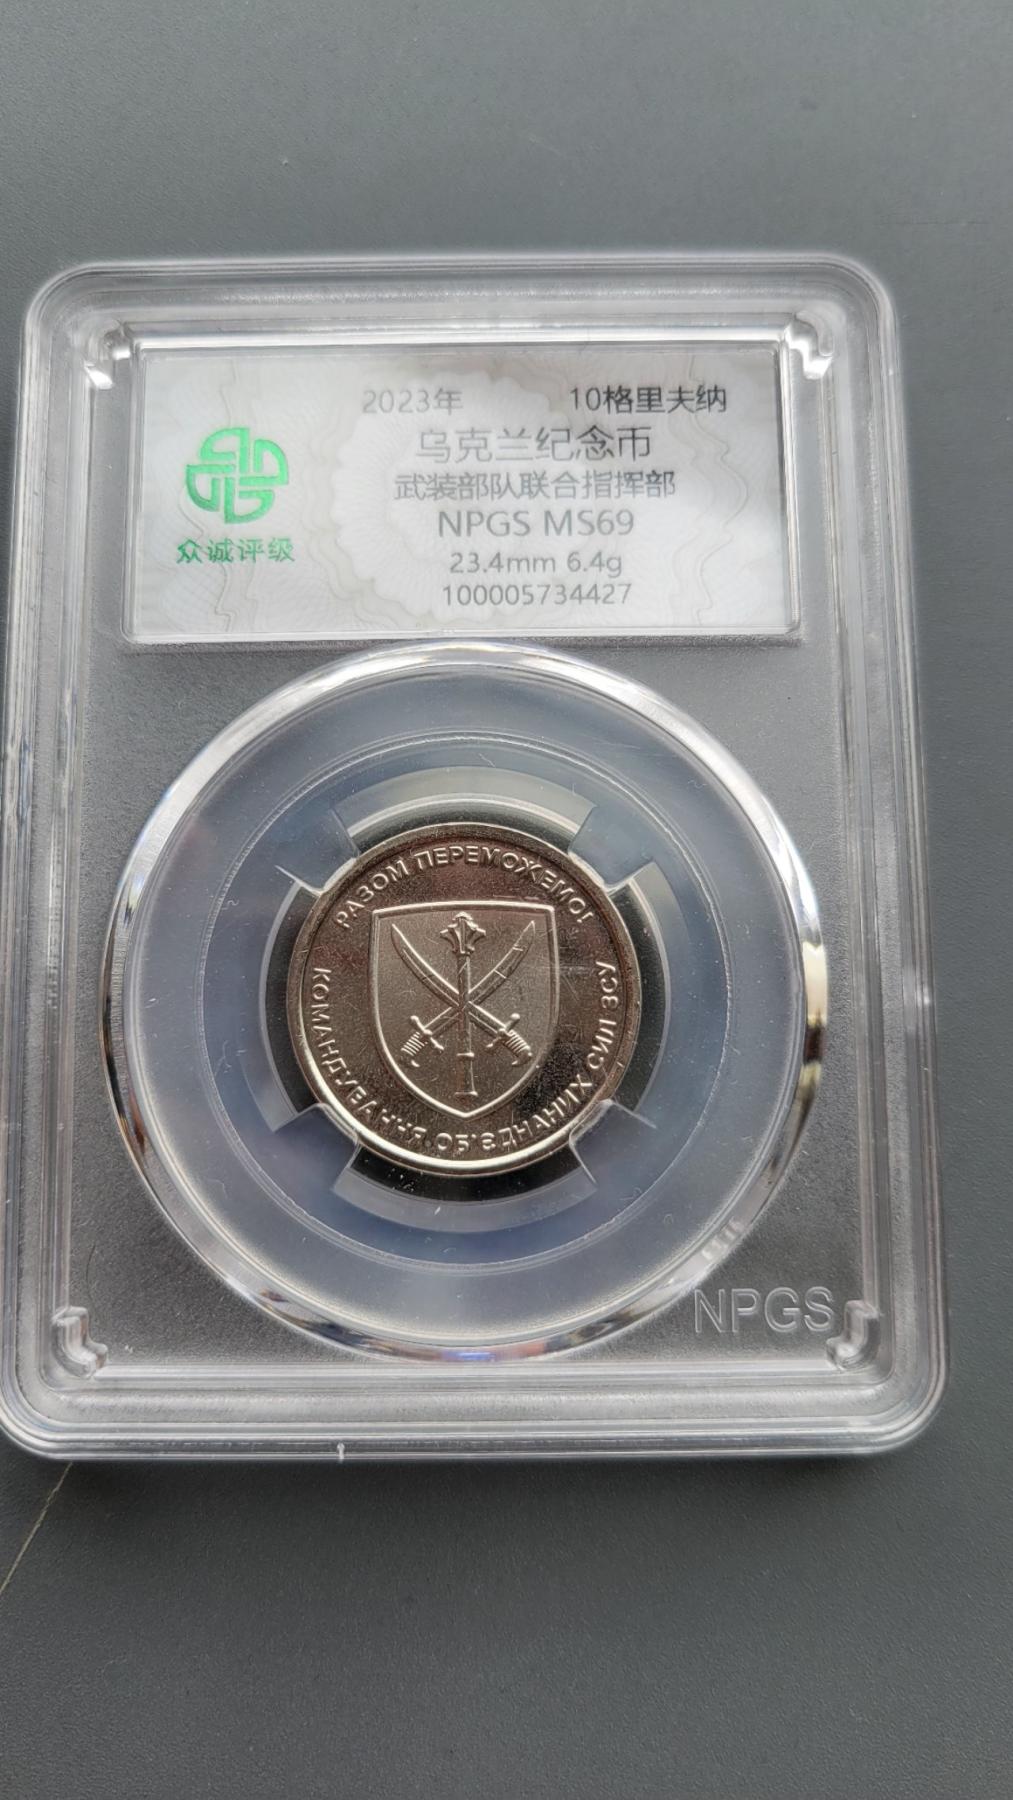 2023年 10格里夫纳
乌克兰纪念币
武装部队联合指挥部
NPGS MS69
23.4mm 6.4g
100005734427
众诚评级
РАЗОМ ПЕРЕМОЖЕМО!
КОМАНДУВАННЯ ОБ'ЄДНАНИХ СИЛ ЗСУ
NPGS